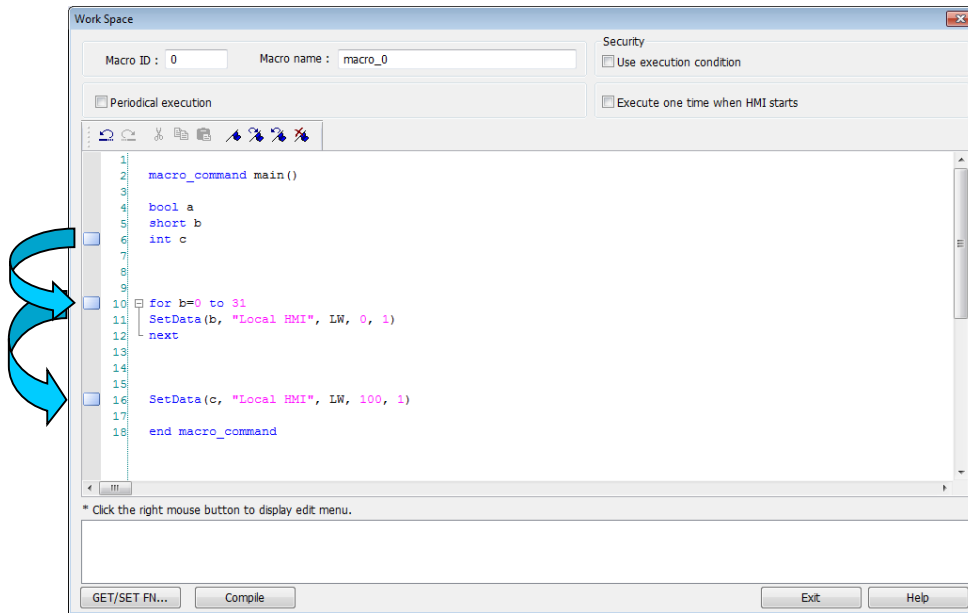 Work Space
Security
Macro ID : 0 Macro name : macro_0
Use execution condition
Periodical execution
Execute one time when HMI starts
1
2 macro_command main()
3
4 bool a
5 short b
6 int c
7
8
9
10 for b=0 to 31
11 SetData(b, "Local HMI", LW, 0, 1)
12 next
13
14
15
16 SetData(c, "Local HMI", LW, 100, 1)
17
18 end macro_command
* Click the right mouse button to display edit menu.
GET/SET FN... Compile Exit Help